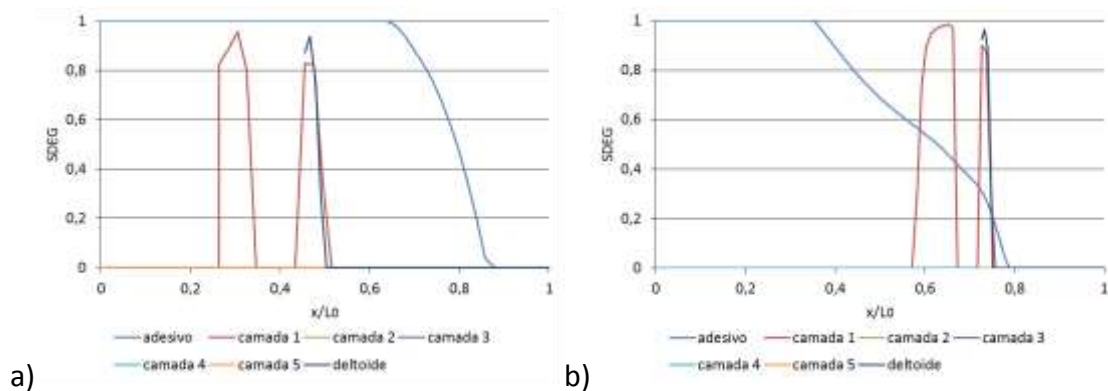 1
0,8
0,6
0,4
0,2
0
SDEG
0 0,2 0,4 0,6 0,8 1
x/L0
adesivo camada 1 camada 2 camada 3
camada 4 camada 5 deltoide
a)
1
0,8
0,6
0,4
0,2
0
SDEG
0 0,2 0,4 0,6 0,8 1
x/L0
adesivo camada 1 camada 2 camada 3
camada 4 camada 5 deltoide
b)